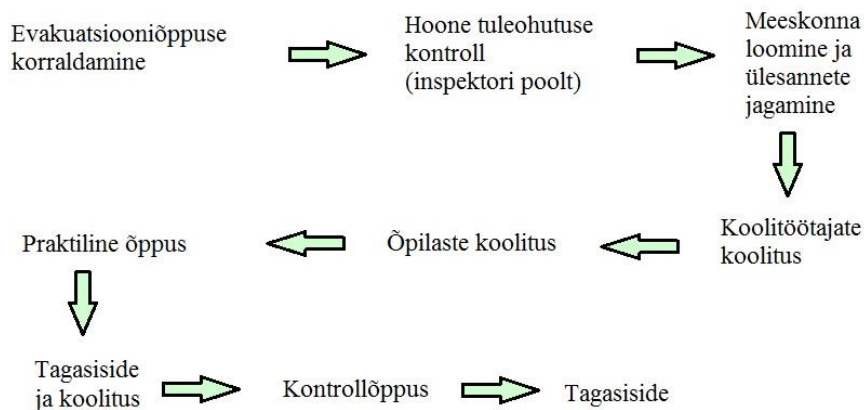 Evakuatsiooniõppuse
korraldamine
Hoone tuleohutuse
kontroll
(inspektori poolt)
Meeskonna
loomine ja
ülesannete
jagamine
Koolitöötajate
koolitus
Õpilaste koolitus
Praktiline õppus
Tagasiside
ja koolitus
Kontrollõppus
Tagasiside